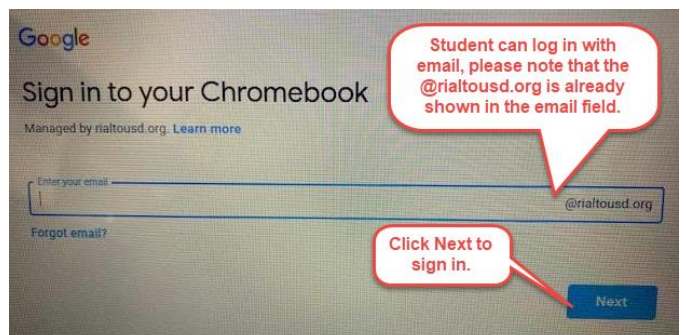 Google
Student can log in with
email, please note that the
@rialtousd.org is already
shown in the email field.
Sign in to your Chromebook
Managed by rialtousd.org. Learn more
Enter your email
@rialtousd.org
Forgot email?
Click Next to
sign in.
Next